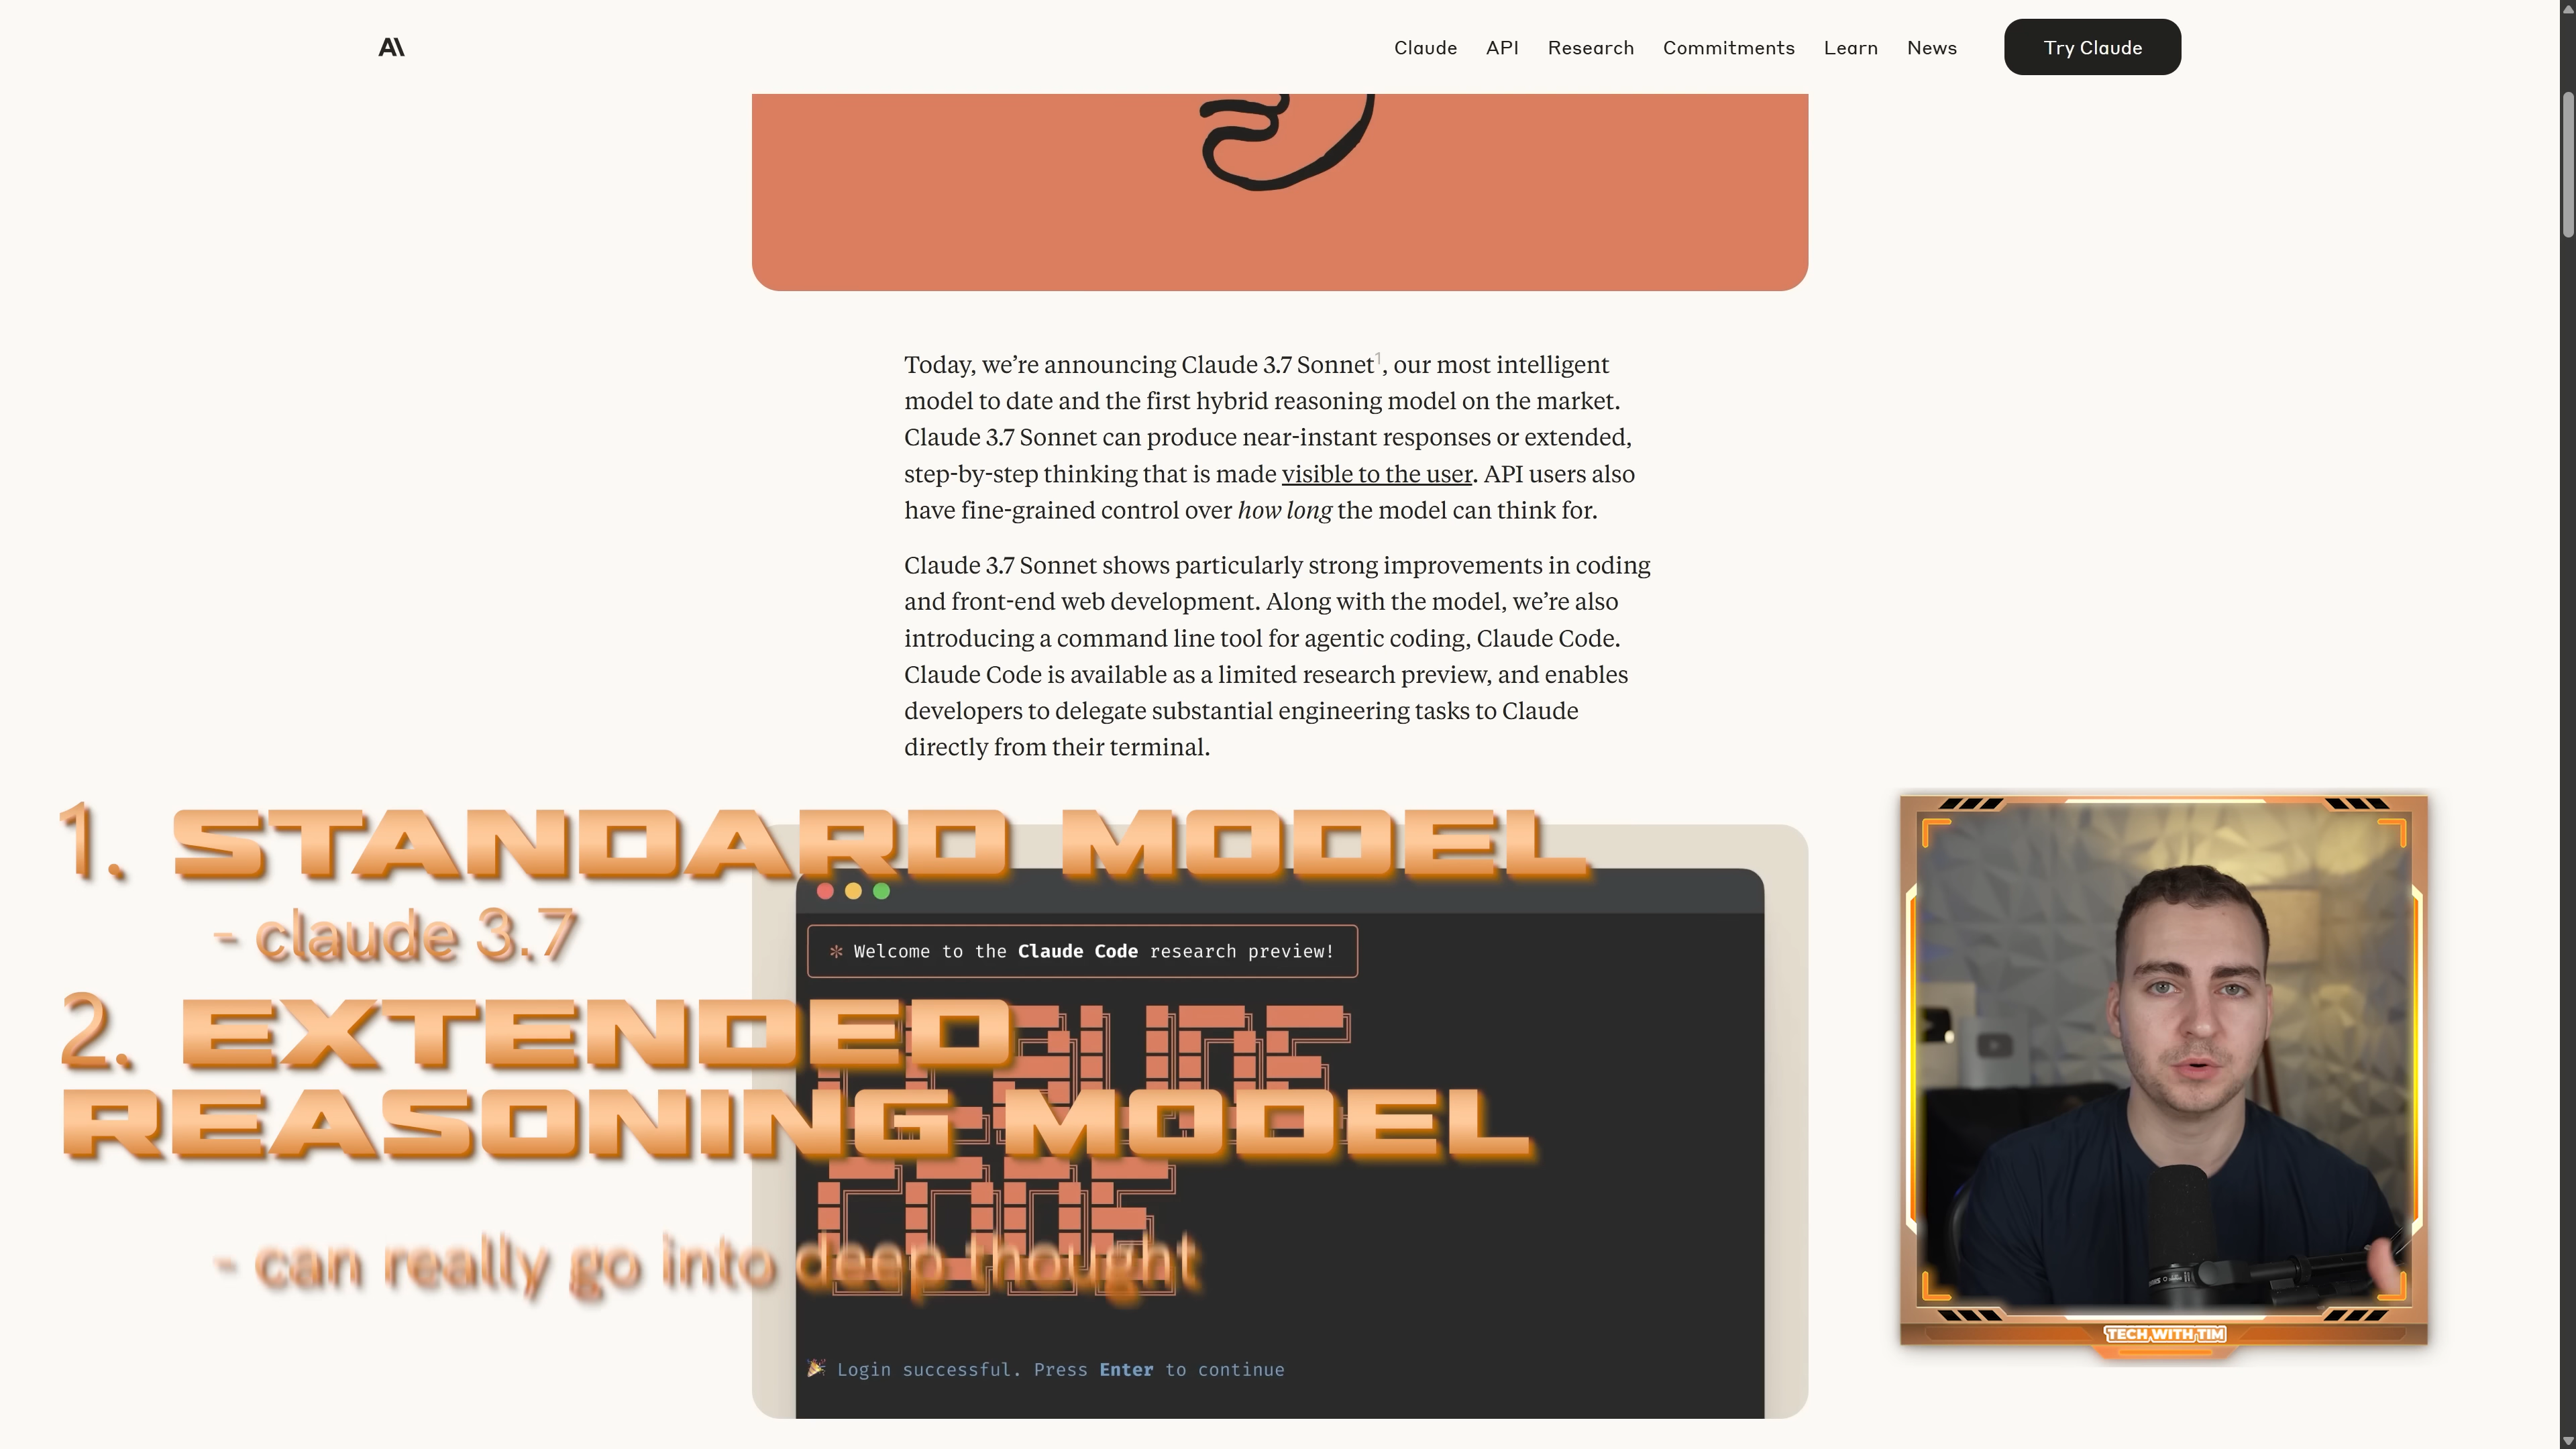 Claude API Research Commitments Learn News Try Claude
Today, we’re announcing Claude 3.7 Sonnet1, our most intelligent
model to date and the first hybrid reasoning model on the market.
Claude 3.7 Sonnet can produce near-instant responses or extended,
step-by-step thinking that is made visible to the user. API users also
have fine-grained control over how long the model can think for.
Claude 3.7 Sonnet shows particularly strong improvements in coding
and front-end web development. Along with the model, we’re also
introducing a command line tool for agentic coding, Claude Code.
Claude Code is available as a limited research preview, and enables
developers to delegate substantial engineering tasks to Claude
directly from their terminal.
1. STANDARD MODEL
- claude 3.7
2. EXTENDED
REASONING MODEL
- can really go into deep thought
✻ Welcome to the Claude Code research preview!
CODE
🎉 Login successful. Press Enter to continue
TECH WITH TIM